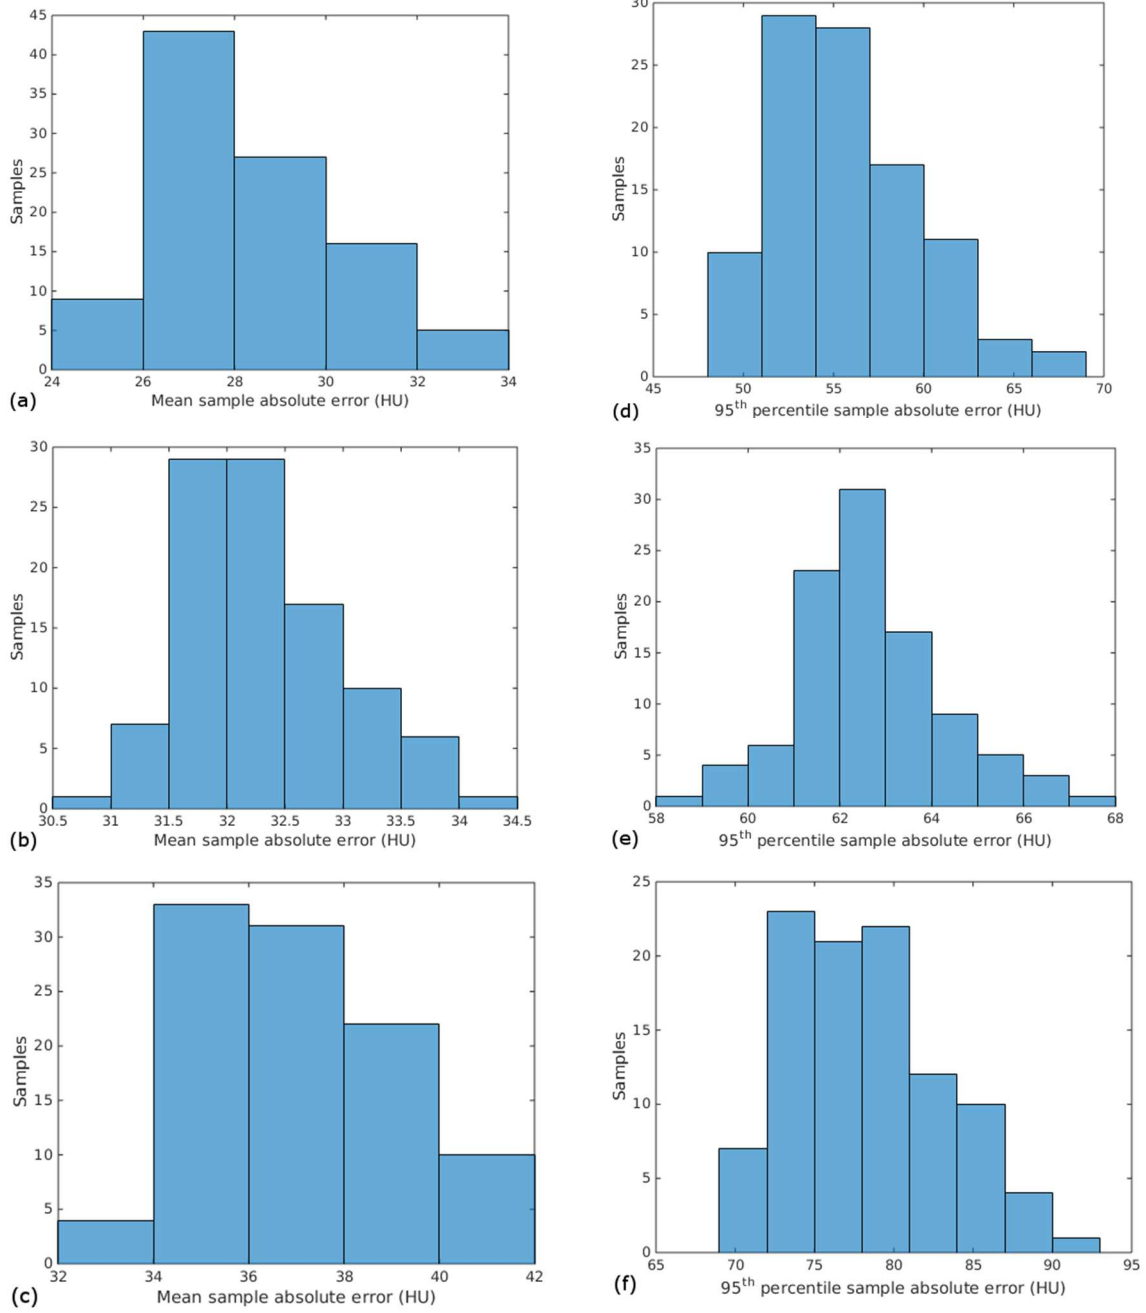 45
40
35
30
25
20
15
10
5
0
Samples
24 26 28 30 32 34
Mean sample absolute error (HU)
(a)
30
25
20
15
10
5
0
Samples
45 50 55 60 65 70
95th percentile sample absolute error (HU)
(d)
30
25
20
15
10
5
0
Samples
30.5 31 31.5 32 32.5 33 33.5 34 34.5
Mean sample absolute error (HU)
(b)
35
30
25
20
15
10
5
0
Samples
58 60 62 64 66 68
95th percentile sample absolute error (HU)
(e)
35
30
25
20
15
10
5
0
Samples
32 34 36 38 40 42
Mean sample absolute error (HU)
(c)
25
20
15
10
5
0
Samples
65 70 75 80 85 90 95
95th percentile sample absolute error (HU)
(f)